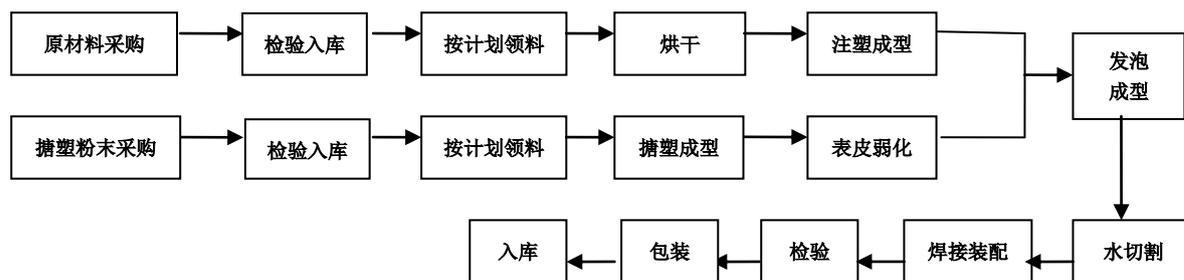 原材料采购
检验入库
按计划领料
烘干
注塑成型
发泡
成型
搪塑粉末采购
检验入库
按计划领料
搪塑成型
表皮弱化
入库
包装
检验
焊接装配
水切割